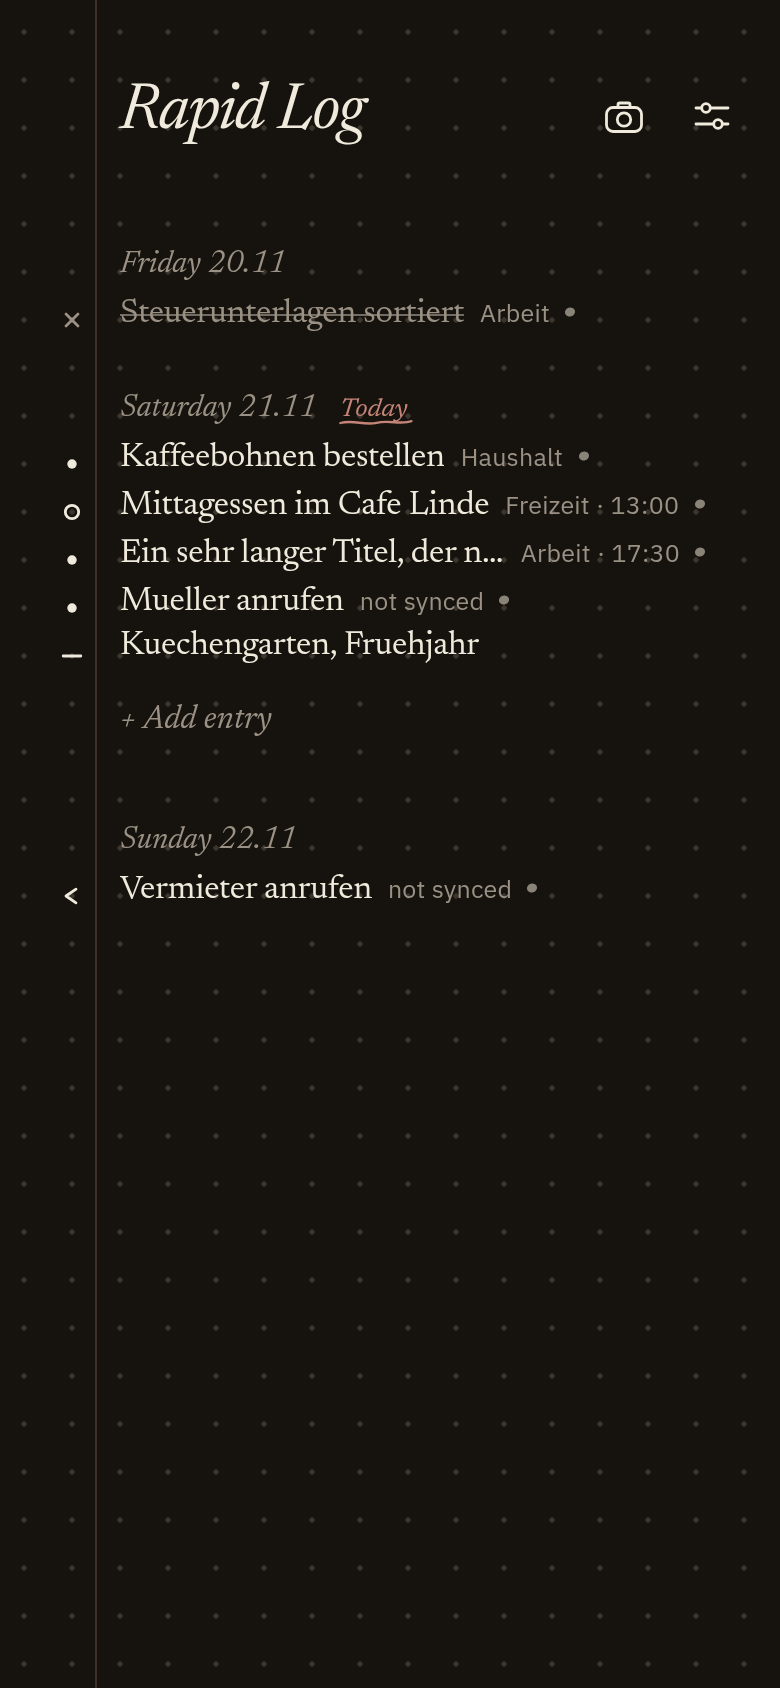 Rapid Log
Friday 20.11
× Steuerunterlagen sortiert Arbeit •
Saturday 21.11 Today
• Kaffeebohnen bestellen Haushalt •
○ Mittagessen im Cafe Linde Freizeit · 13:00 •
• Ein sehr langer Titel, der n... Arbeit · 17:30 •
• Mueller anrufen not synced •
– Kuechengarten, Fruehjahr
+ Add entry
Sunday 22.11
< Vermieter anrufen not synced •